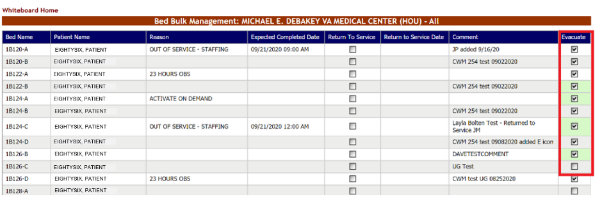 Whiteboard Home
Bed Bulk Management: MICHAEL E. DEBAKEY VA MEDICAL CENTER (HOU) - All
Bed Name Patient Name Reason Expected Completed Date Return To Service Return to Service Date Comment Evacuate
1B120-A EIGHTYSIX, PATIENT OUT OF SERVICE - STAFFING 09/21/2020 09:00 AM JP added 9/16/20
1B120-B EIGHTYSIX, PATIENT CWM 254 test 09022020
1B122-A EIGHTYSIX, PATIENT 23 HOURS OBS
1B122-B EIGHTYSIX, PATIENT CWM 254 test 09022020
1B124-A EIGHTYSIX, PATIENT ACTIVATE ON DEMAND
1B124-B EIGHTYSIX, PATIENT CWM 254 test 09022020
1B124-C EIGHTYSIX, PATIENT OUT OF SERVICE - STAFFING 09/21/2020 12:00 AM Layla Bolten Test - Returned to
Service JM
1B124-D EIGHTYSIX, PATIENT CWM 254 test 09082020 added E icon
1B126-B EIGHTYSIX, PATIENT DAVETESTCOMMENT
1B126-C EIGHTYSIX, PATIENT UG Test
1B126-D EIGHTYSIX, PATIENT 23 HOURS OBS CWM test UG 08252020
1B128-A EIGHTYSIX, PATIENT